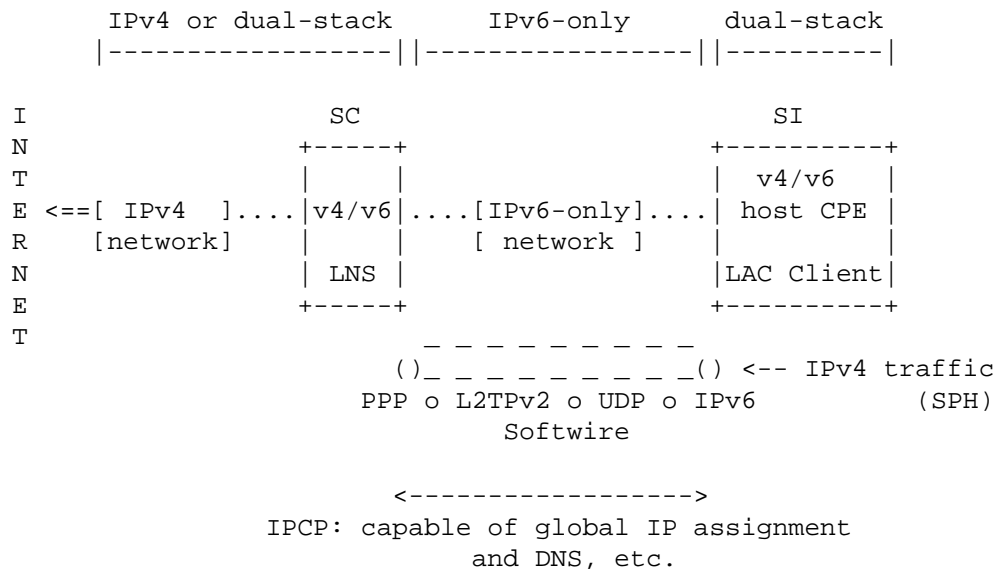 IPv4 or dual-stack      IPv6-only      dual-stack
      |------------------||-----------------||----------|

I                   SC                           SI
N                 +-----+                   +----------+
T                 |     |                   |  v4/v6   |
E <==[ IPv4  ]....|v4/v6|....[IPv6-only]....| host CPE |
R    [network]    |     |    [ network ]    |          |
N                 | LNS |                   |LAC Client|
E                 +-----+                   +----------+
T                         _ _ _ _ _ _ _ _ _
                        ()_ _ _ _ _ _ _ _ _() <-- IPv4 traffic
                      PPP o L2TPv2 o UDP o IPv6          (SPH)
                               Softwire

                        <------------------>
                IPCP: capable of global IP assignment
                             and DNS, etc.